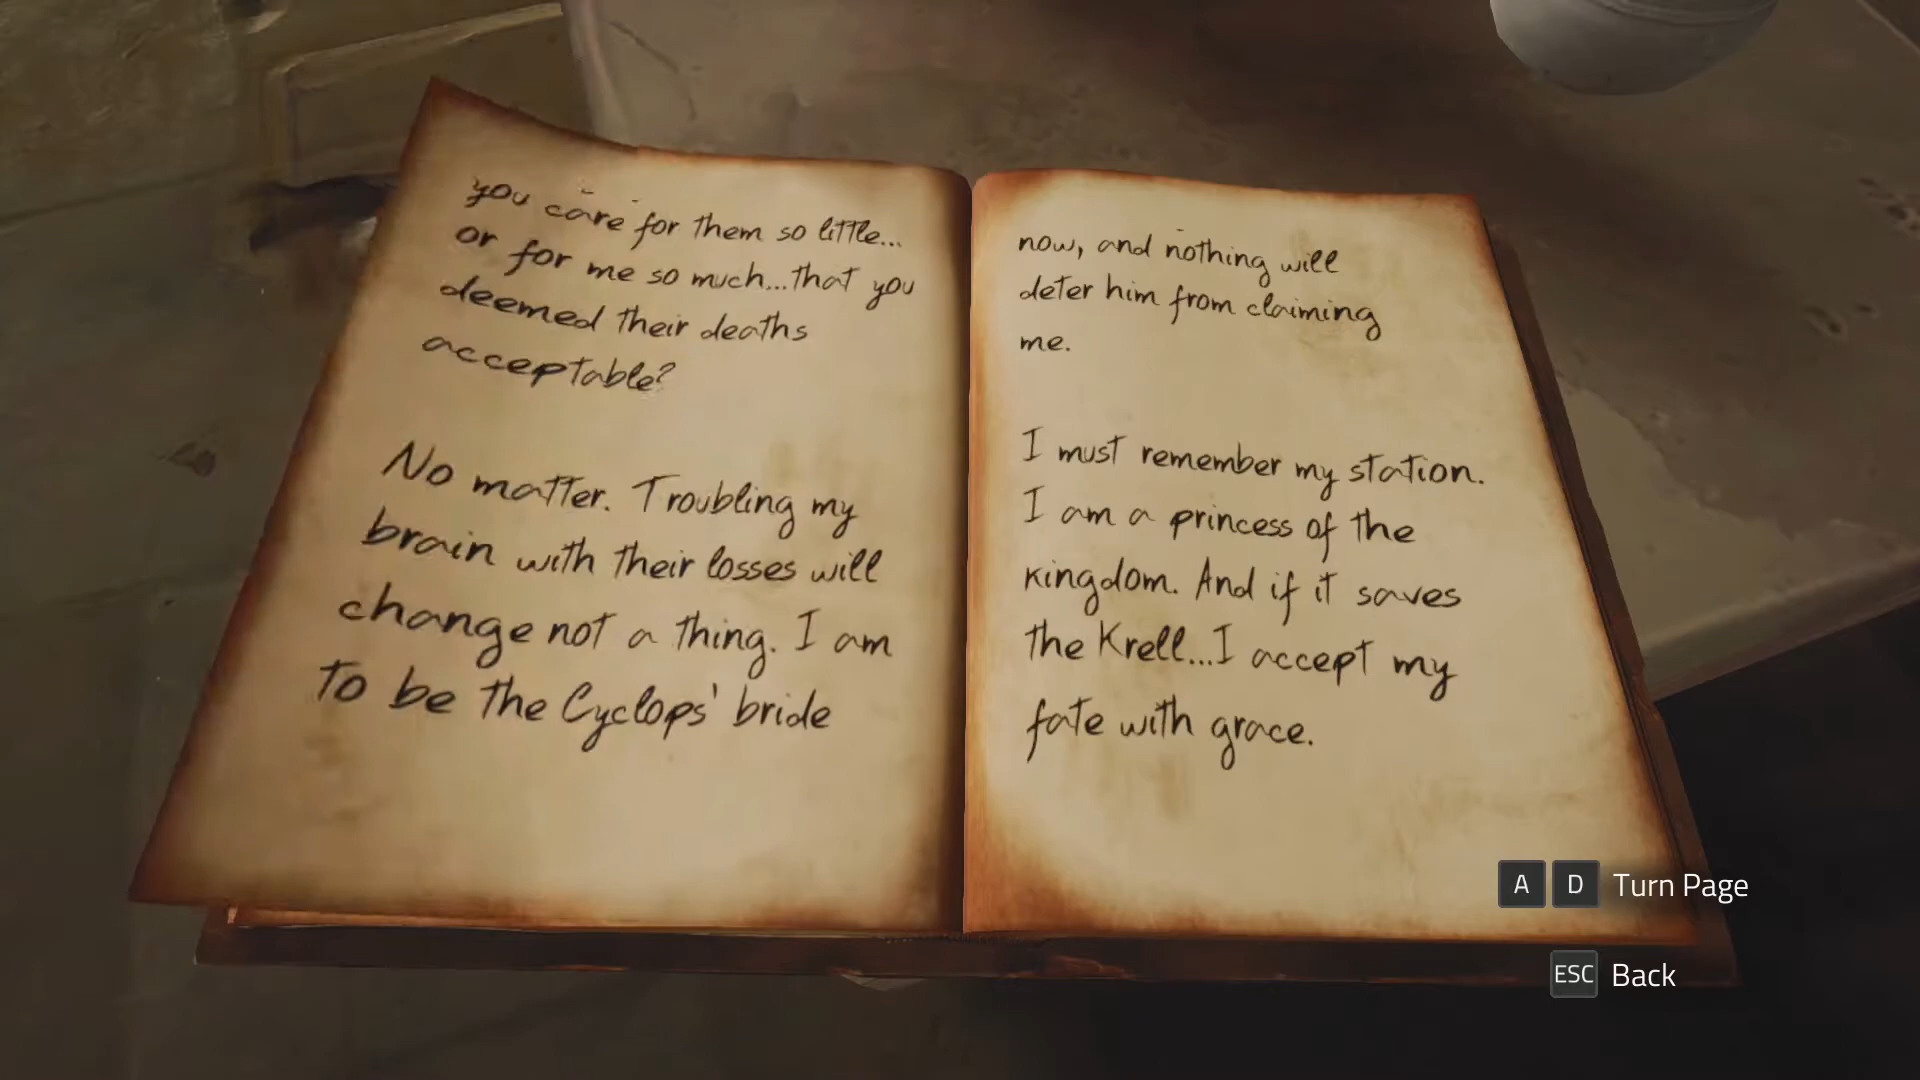 you care for them so little...
or for me so much...that you
deemed their deaths
acceptable?
No matter. Troubling my
brain with their losses will
change not a thing. I am
to be the Cyclops' bride
now, and nothing will
deter him from claiming
me.
I must remember my station.
I am a princess of the
kingdom. And if it saves
the Krell...I accept my
fate with grace.
A D Turn Page
ESC Back